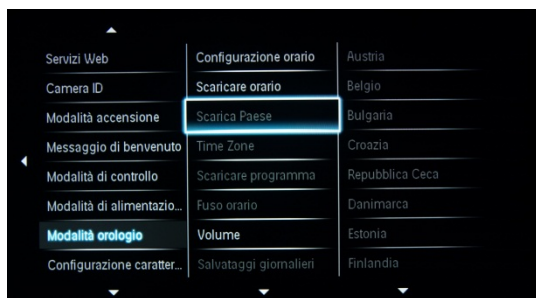 Servizi Web
Camera ID
Modalità accensione
Messaggio di benvenuto
Modalità di controllo
Modalità di alimentazio...
Modalità orologio
Configurazione caratter...
Configurazione orario
Scaricare orario
Scarica Paese
Time Zone
Scaricare programma
Fuso orario
Volume
Salvataggi giornalieri
Austria
Belgio
Bulgaria
Croazia
Repubblica Ceca
Danimarca
Estonia
Finlandia